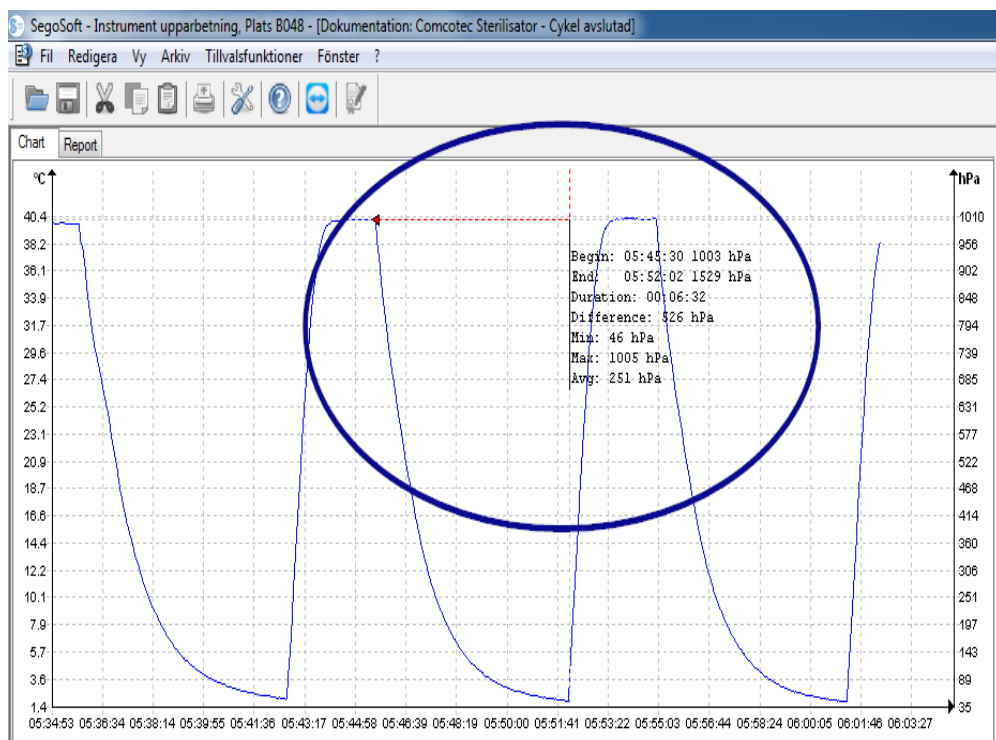 SegoSoft - Instrument upparbetning, Plats B048 - [Dokumentation: Comcotec Sterilisator - Cykel avslutad]
Fil Redigera Vy Arkiv Tillvalsfunktioner Fönster ?
Chart Report
ºC hPa
40.4 1010
38.2 956
36.1 902
33.9 848
31.7 794
29.6 739
27.4 685
25.2 631
23.1 577
20.9 522
18.7 468
16.6 414
14.4 360
12.2 306
10.1 251
7.9 197
5.7 143
3.6 89
1.4 35
Begin: 05:45:30 1003 hPa
End: 05:52:02 1529 hPa
Duration: 00:06:32
Difference: 526 hPa
Min: 46 hPa
Max: 1005 hPa
Avg: 251 hPa
05:34:53 05:36:34 05:38:14 05:39:55 05:41:36 05:43:17 05:44:58 05:46:39 05:48:19 05:50:00 05:51:41 05:53:22 05:55:03 05:56:44 05:58:24 06:00:05 06:01:46 06:03:27